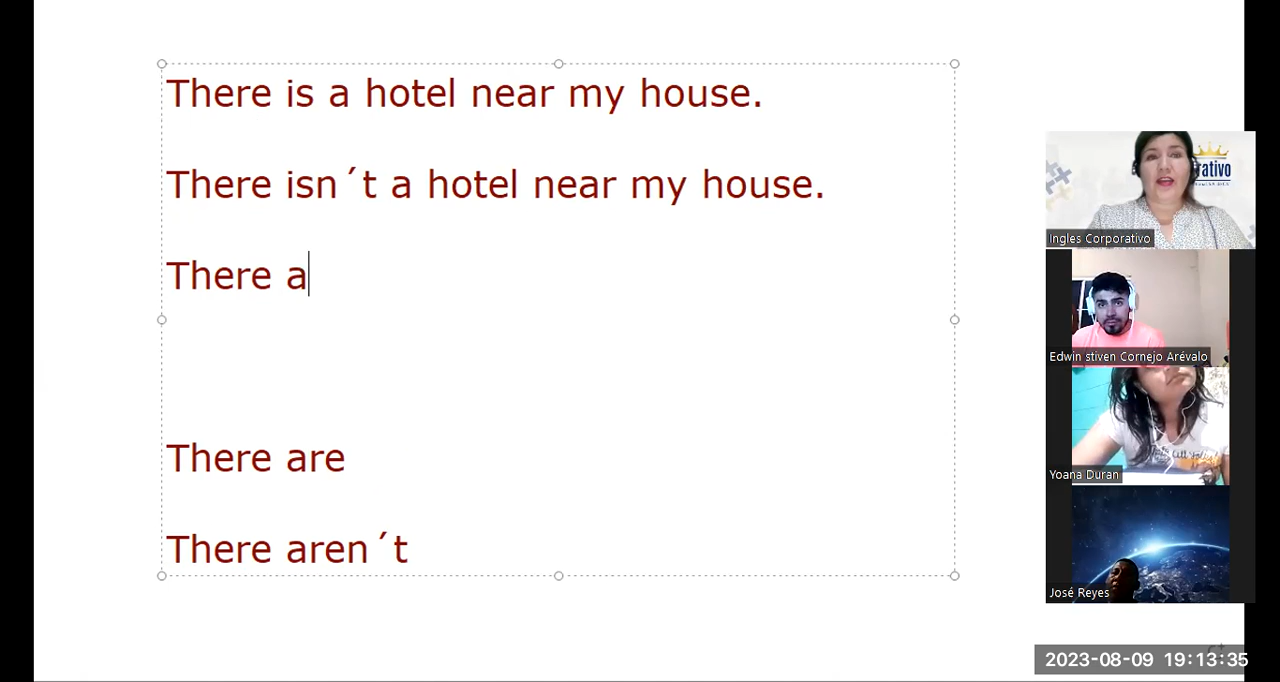 There is a hotel near my house.
There isn´t a hotel near my house.
There a
There are
There aren´t
rativo
Ingles Corporativo
Edwin stiven Cornejo Arévalo
Yoana Duran
José Reyes
2023-08-09 19:13:35